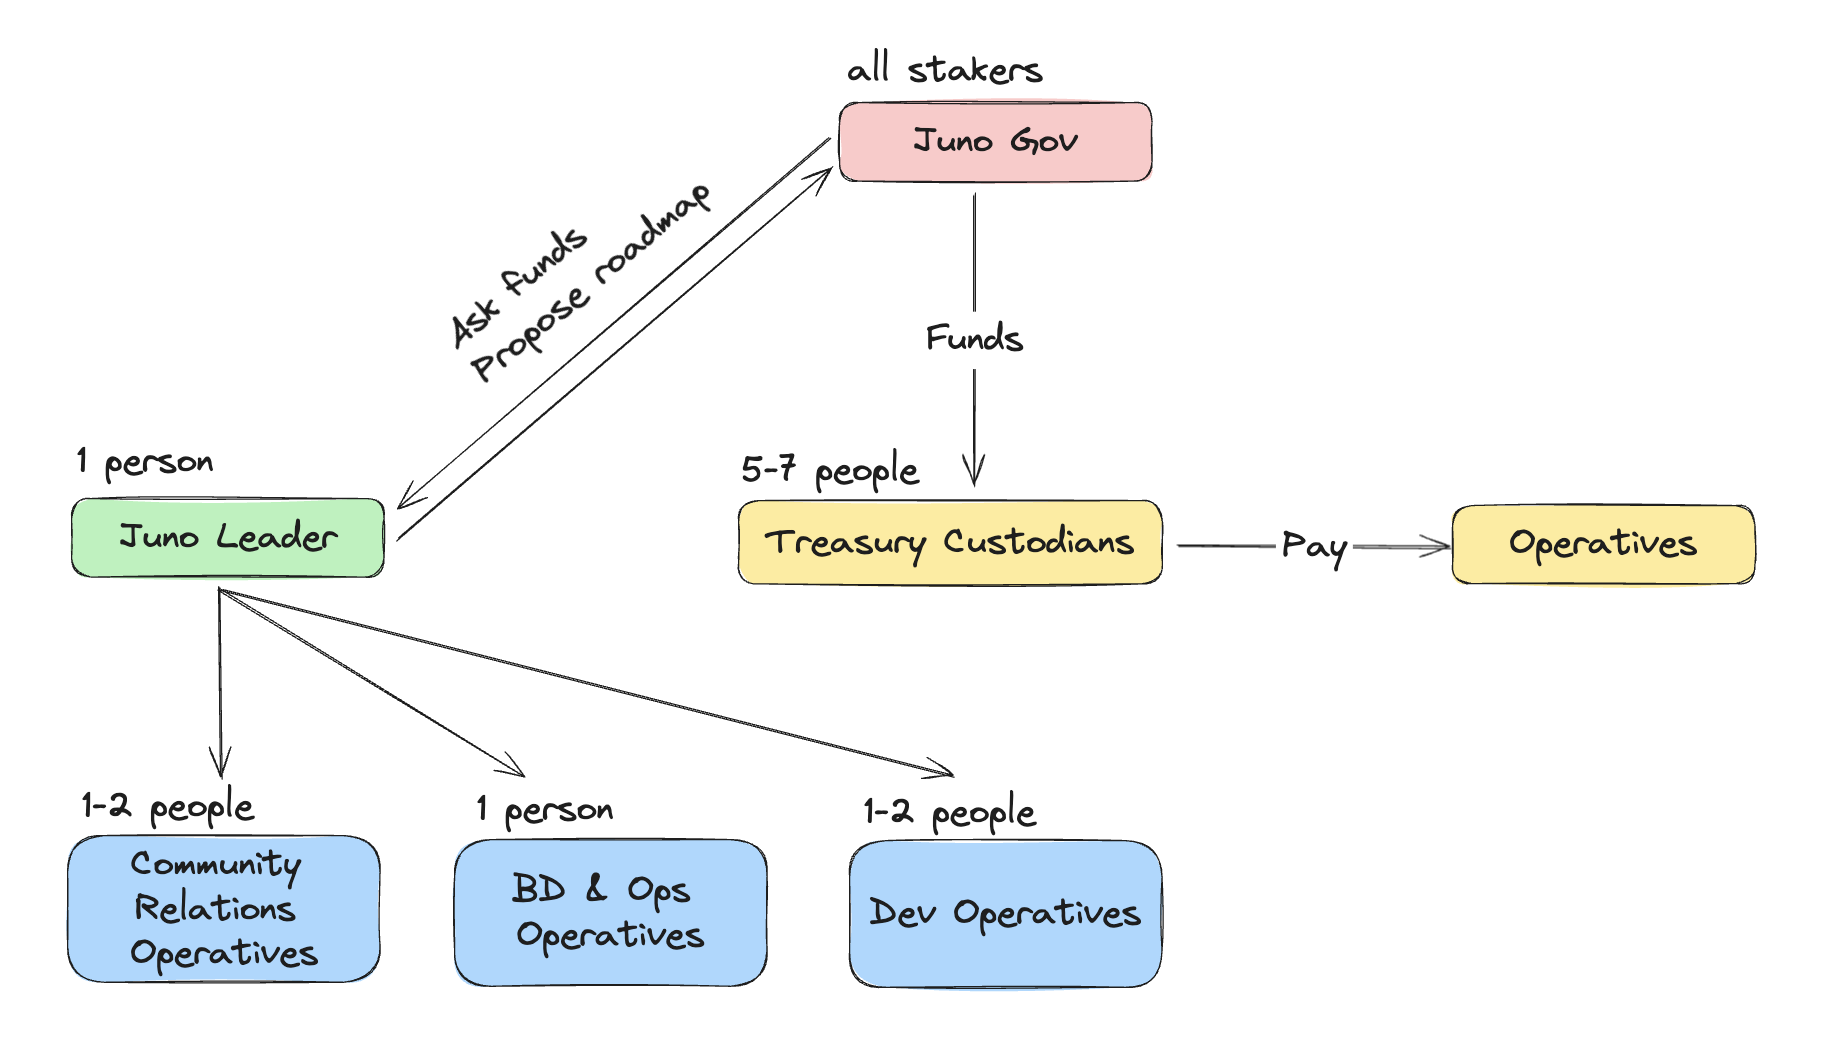 all stakers
Juno Gov
Ask funds
Propose roadmap
Funds
1 person
Juno Leader
5-7 people
Treasury Custodians
Pay
Operatives
1-2 people
Community
Relations
Operatives
1 person
BD & Ops
Operatives
1-2 people
Dev Operatives